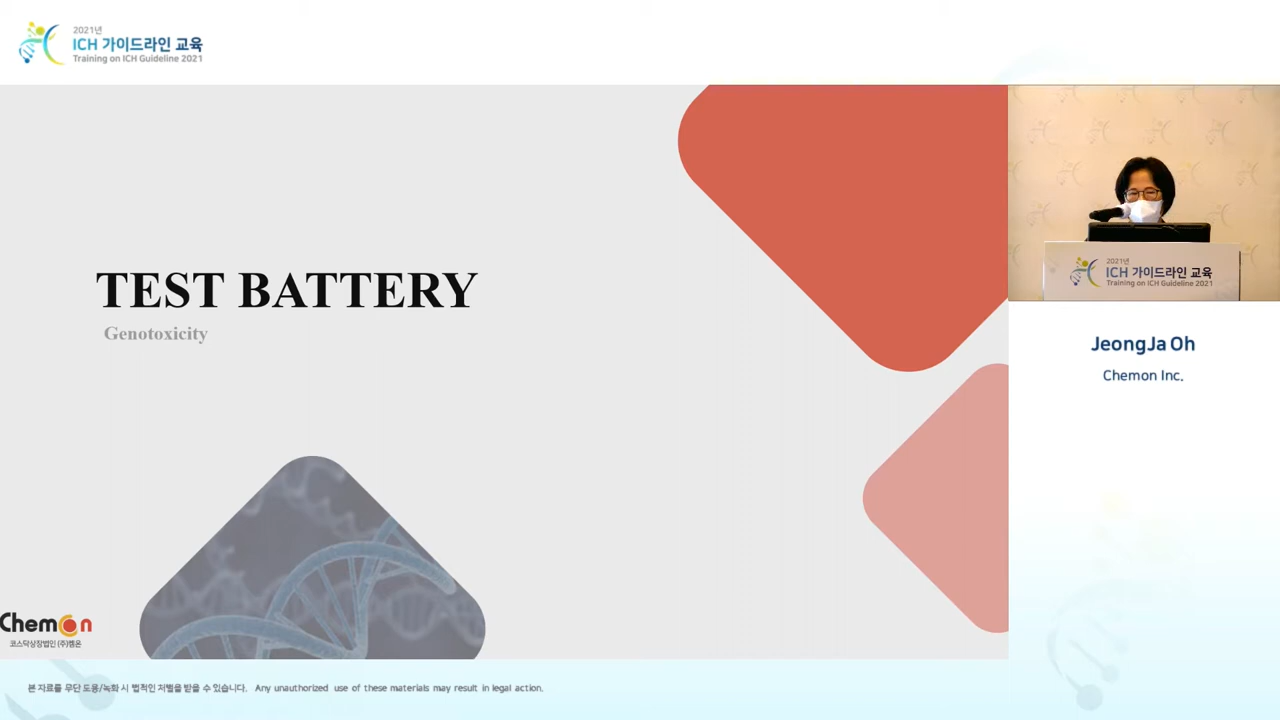 2021년
ICH 가이드라인 교육
Training on ICH Guideline 2021
TEST BATTERY
Genotoxicity
2021년
ICH 가이드라인 교육
Training on ICH Guideline 2021
JeongJa Oh
Chemon Inc.
Chemon
코스닥상장법인 (주)켐온
본 자료를 무단 도용/녹화 시 법적인 처벌을 받을 수 있습니다. Any unauthorized use of these materials may result in legal action.